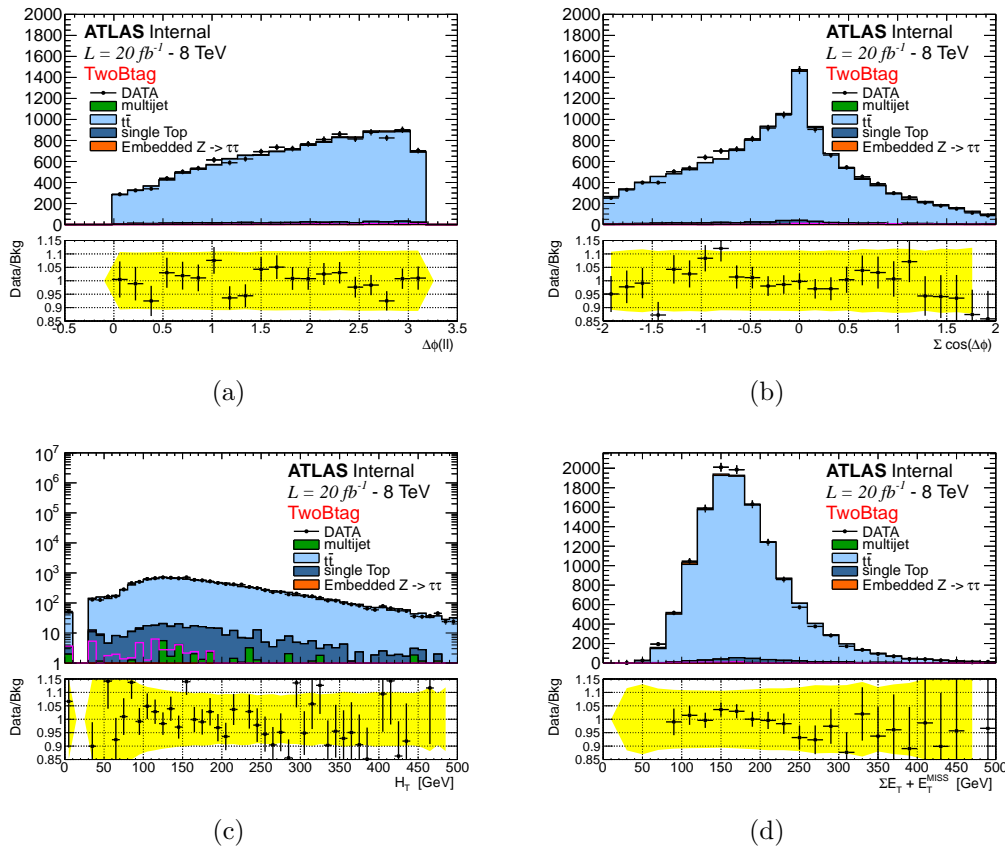 2000
1800
1600
1400
1200
1000
800
600
400
200
0
ATLAS Internal
L = 20 fb⁻¹ - 8 TeV
TwoBtag
DATA
multijet
tt̄
single Top
Embedded Z -> ττ
Data/Bkg
1.15
1.1
1.05
1
0.95
0.9
0.85
-0.5 0 0.5 1 1.5 2 2.5 3 3.5
Δϕ(ll)
(a)
2000
1800
1600
1400
1200
1000
800
600
400
200
0
ATLAS Internal
L = 20 fb⁻¹ - 8 TeV
TwoBtag
DATA
multijet
tt̄
single Top
Embedded Z -> ττ
Data/Bkg
1.15
1.1
1.05
1
0.95
0.9
0.85
-2 -1.5 -1 -0.5 0 0.5 1 1.5 2
Σ cos(Δϕ)
(b)
10⁷
10⁶
10⁵
10⁴
10³
10²
10
1
ATLAS Internal
L = 20 fb⁻¹ - 8 TeV
TwoBtag
DATA
multijet
tt̄
single Top
Embedded Z -> ττ
Data/Bkg
1.15
1.1
1.05
1
0.95
0.9
0.85
0 50 100 150 200 250 300 350 400 450 500
H_T [GeV]
(c)
2000
1800
1600
1400
1200
1000
800
600
400
200
0
ATLAS Internal
L = 20 fb⁻¹ - 8 TeV
TwoBtag
DATA
multijet
tt̄
single Top
Embedded Z -> ττ
Data/Bkg
1.15
1.1
1.05
1
0.95
0.9
0.85
0 50 100 150 200 250 300 350 400 450 500
ΣE_T + E_T^MISS [GeV]
(d)